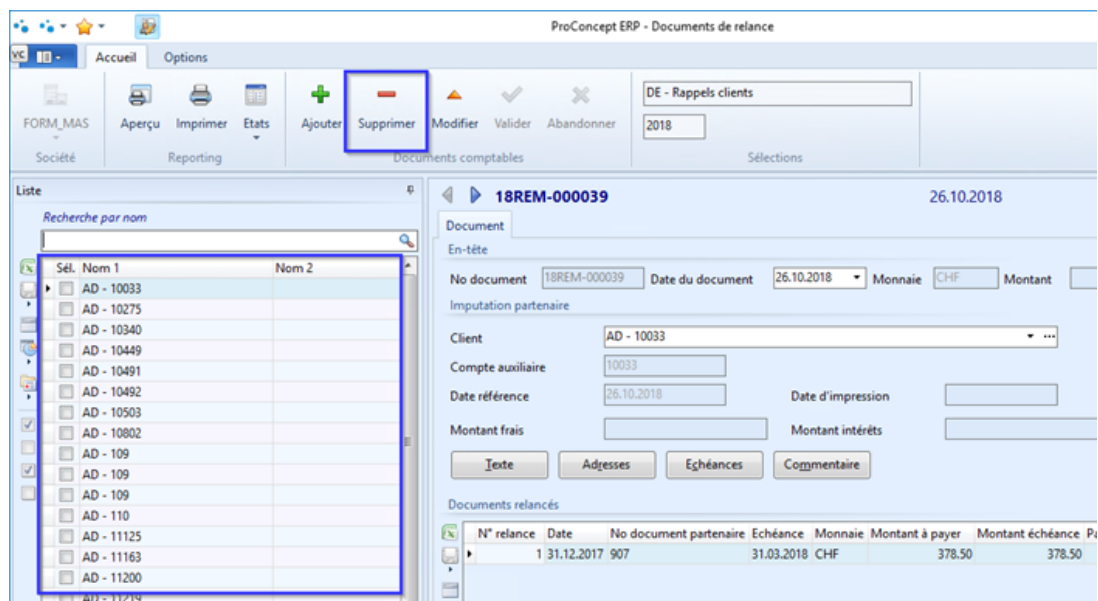 ProConcept ERP - Documents de relance
VC
Accueil Options
FORM_MAS Aperçu Imprimer Etats Ajouter Supprimer Modifier Valider Abandonner
DE - Rappels clients
2018
Société Reporting Documents comptables Sélections
Liste
Recherche par nom
Sél. Nom 1 Nom 2
AD - 10033
AD - 10275
AD - 10340
AD - 10449
AD - 10491
AD - 10492
AD - 10503
AD - 10802
AD - 109
AD - 109
AD - 109
AD - 110
AD - 11125
AD - 11163
AD - 11200
AD - 11219
18REM-000039 26.10.2018
Document
En-tête
No document 18REM-000039 Date du document 26.10.2018 Monnaie CHF Montant
Imputation partenaire
Client AD - 10033
Compte auxiliaire 10033
Date référence 26.10.2018 Date d'impression
Montant frais Montant intérêts
Texte Adresses Echéances Commentaire
Documents relancés
N° relance Date No document partenaire Echéance Monnaie Montant à payer Montant échéance Pa
1 31.12.2017 907 31.03.2018 CHF 378.50 378.50